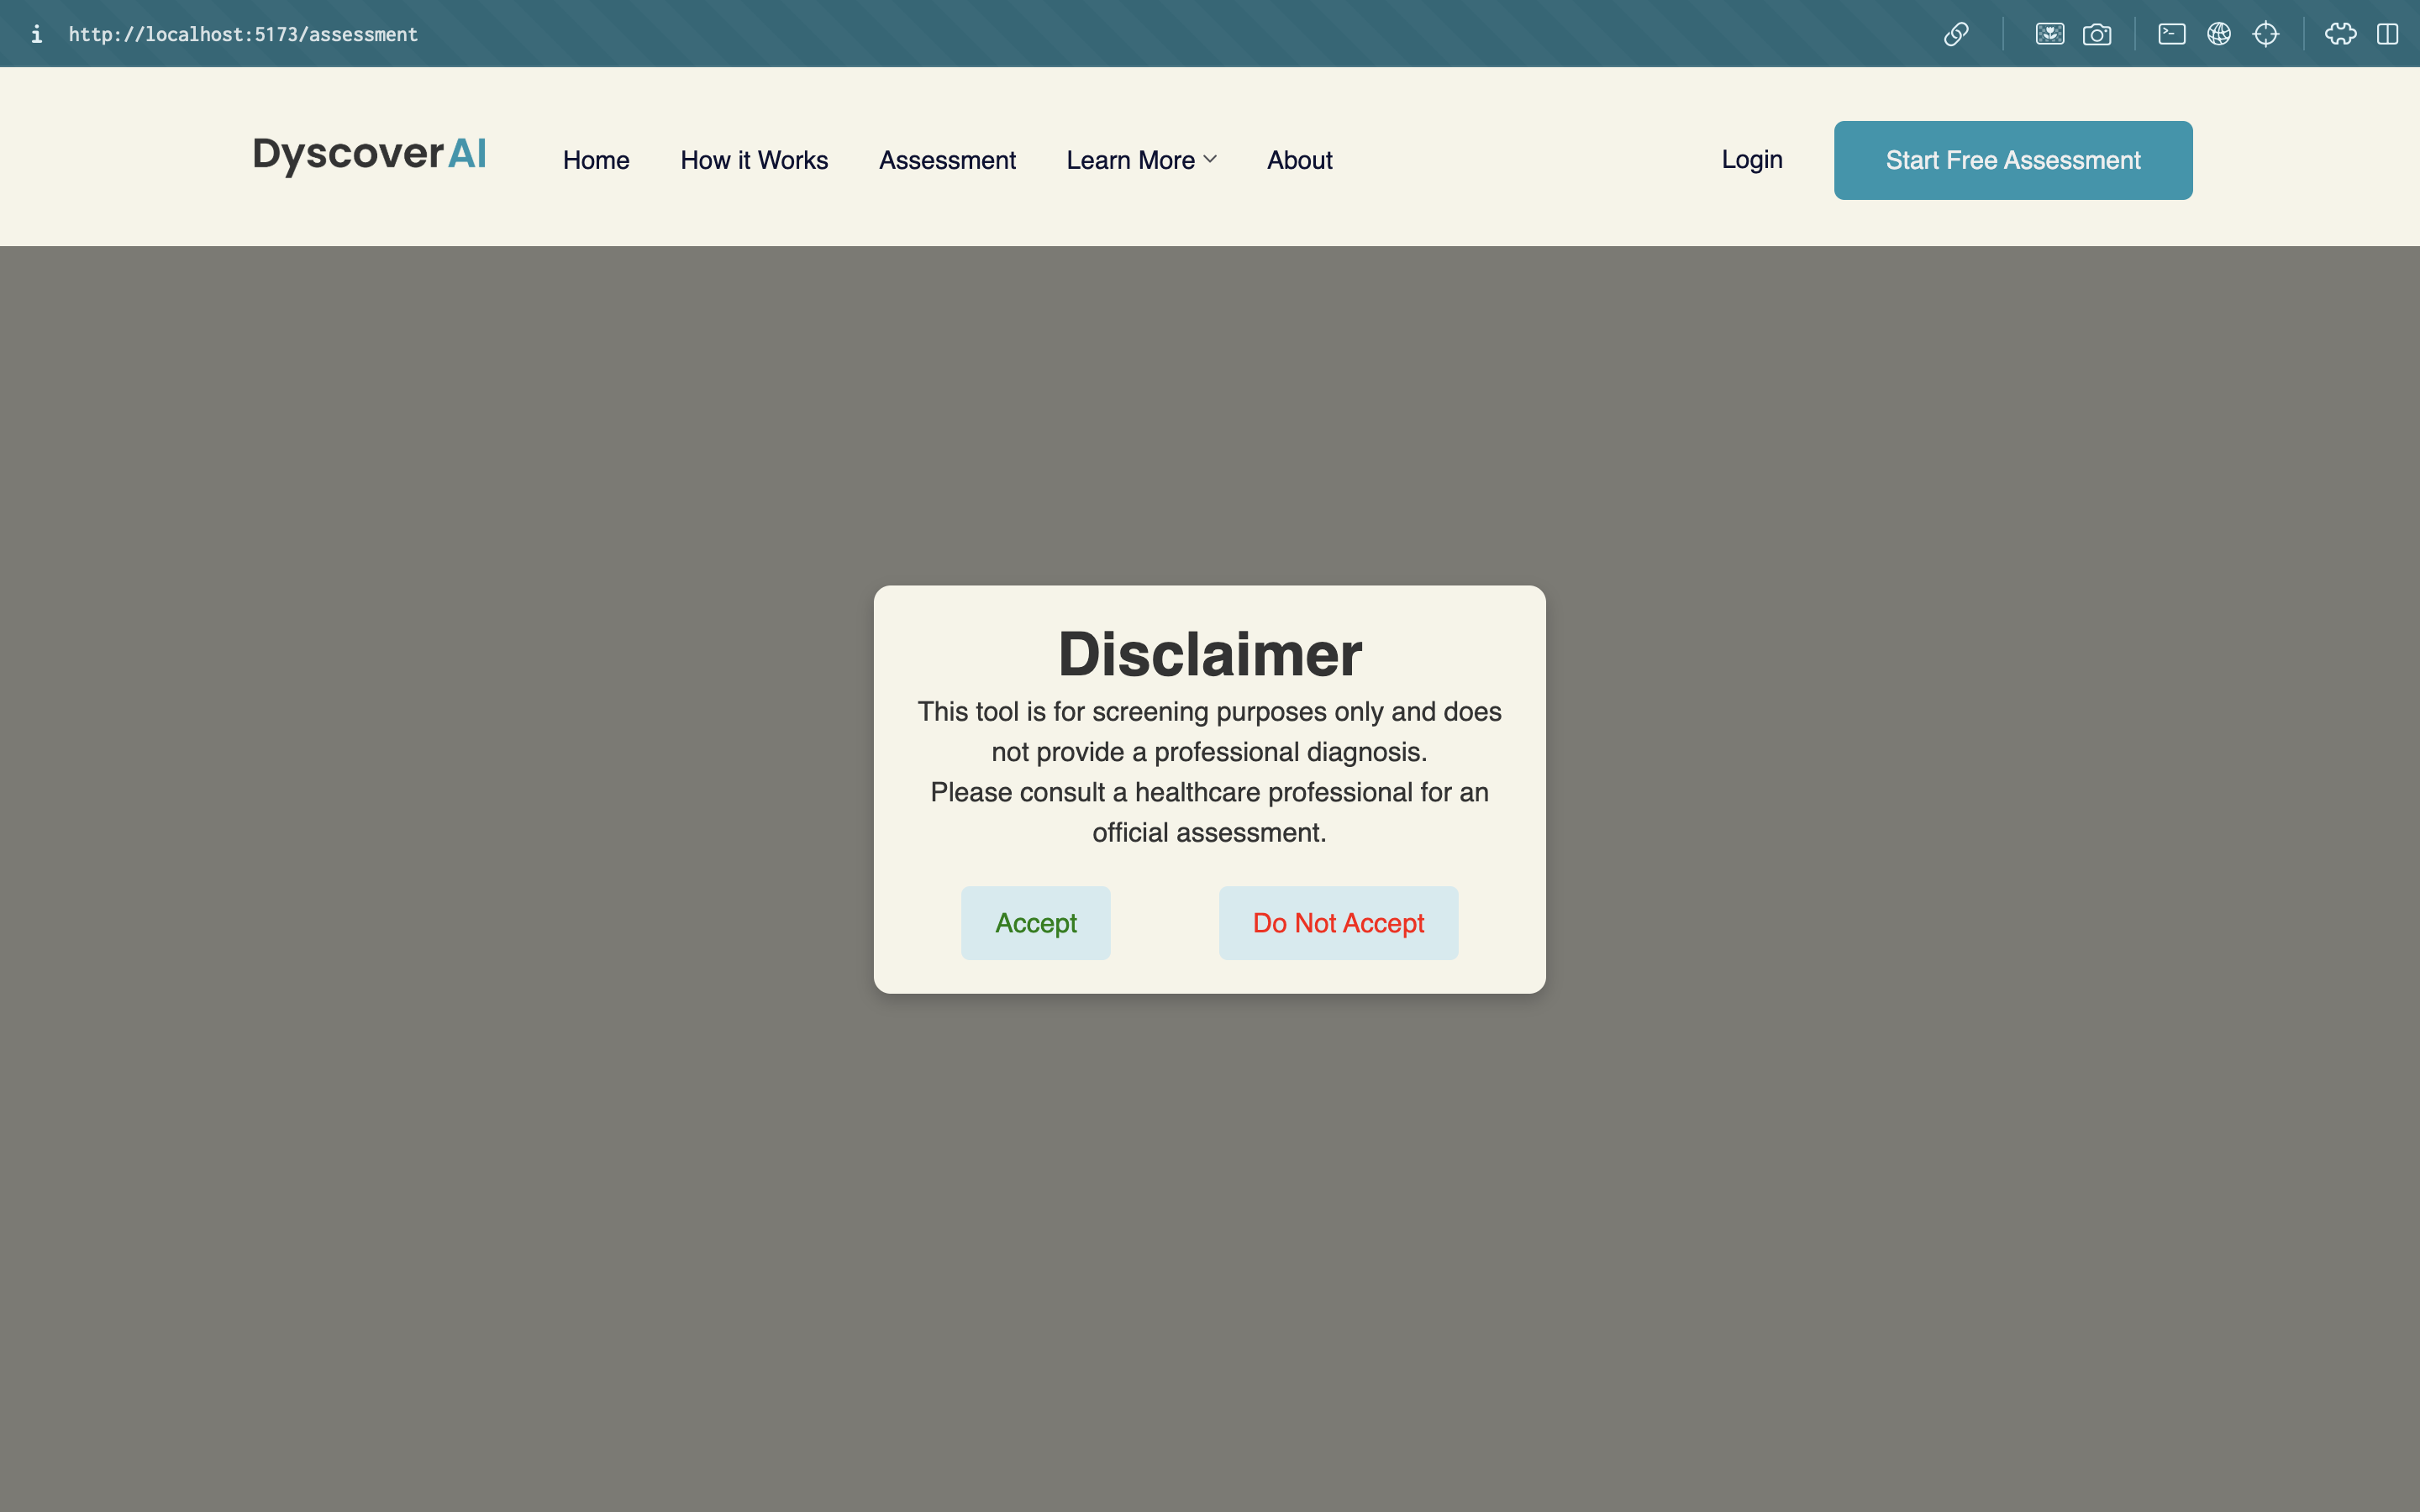 http://localhost:5173/assessment
DyscoverAI Home How it Works Assessment Learn More About Login Start Free Assessment
Disclaimer
This tool is for screening purposes only and does
not provide a professional diagnosis.
Please consult a healthcare professional for an
official assessment.
Accept Do Not Accept